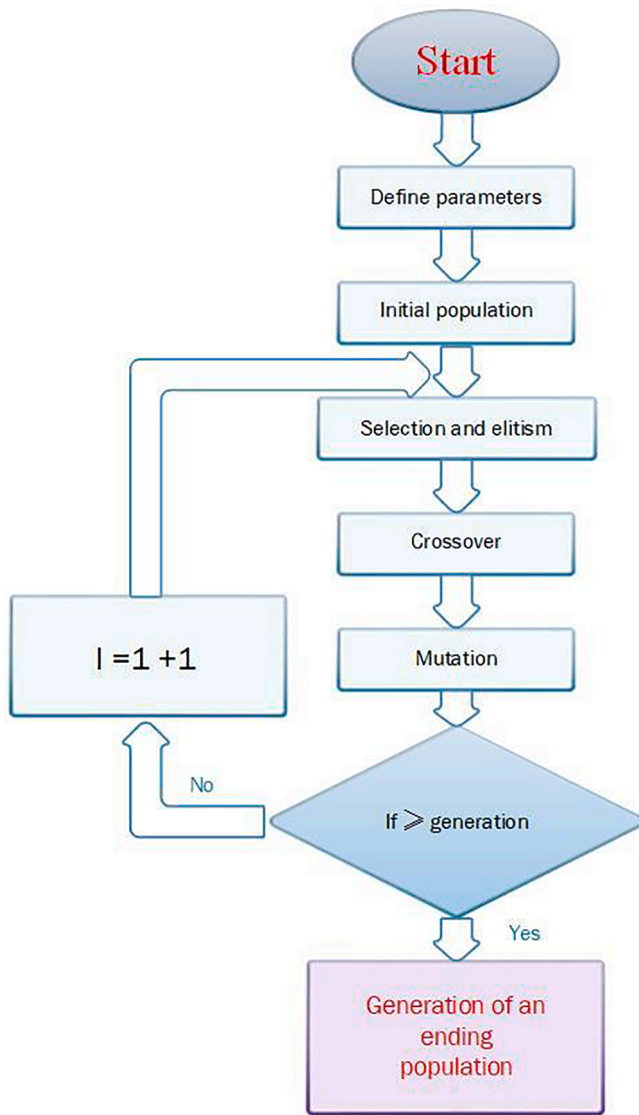 Start
Define parameters
Initial population
Selection and elitism
Crossover
Mutation
I =1 +1
No
If ⩾ generation
Yes
Generation of an
ending
population